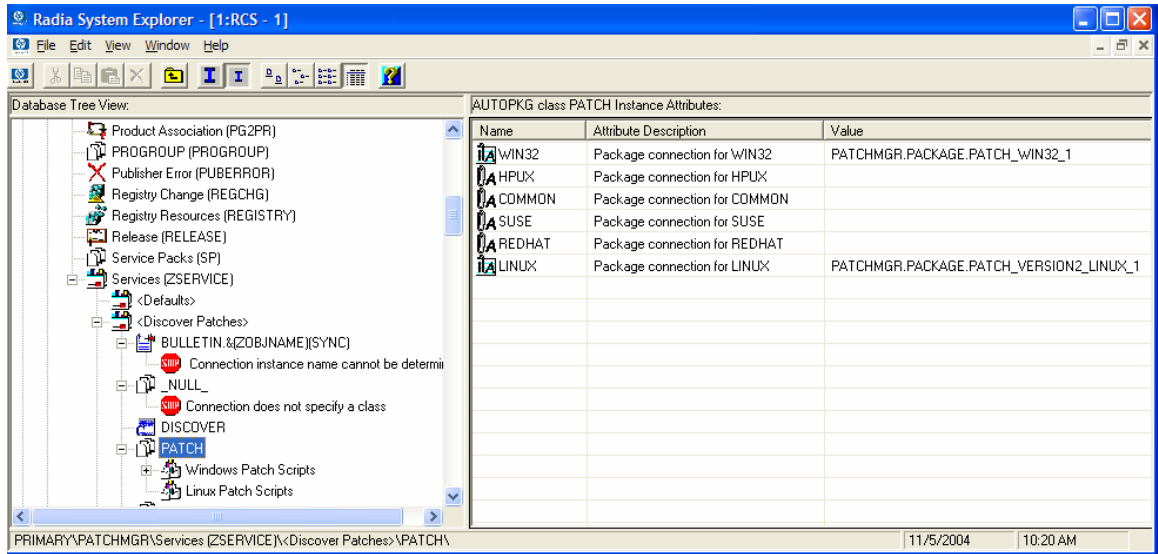 Radia System Explorer - [1:RCS - 1]
File Edit View Window Help
Database Tree View:
Product Association (PG2PR)
PROGROUP (PROGROUP)
Publisher Error (PUBERROR)
Registry Change (REGCHG)
Registry Resources (REGISTRY)
Release (RELEASE)
Service Packs (SP)
Services (ZSERVICE)
<Defaults>
<Discover Patches>
BULLETIN.&(ZOBJNAME)(SYNC)
STOP Connection instance name cannot be determi
_NULL_
STOP Connection does not specify a class
DISCOVER
PATCH
Windows Patch Scripts
Linux Patch Scripts
AUTOPKG class PATCH Instance Attributes:
Name Attribute Description Value
WIN32 Package connection for WIN32 PATCHMGR.PACKAGE.PATCH_WIN32_1
HPUX Package connection for HPUX
COMMON Package connection for COMMON
SUSE Package connection for SUSE
REDHAT Package connection for REDHAT
LINUX Package connection for LINUX PATCHMGR.PACKAGE.PATCH_VERSION2_LINUX_1
PRIMARY\PATCHMGR\Services (ZSERVICE)\<Discover Patches>\PATCH\ 11/5/2004 10:20 AM